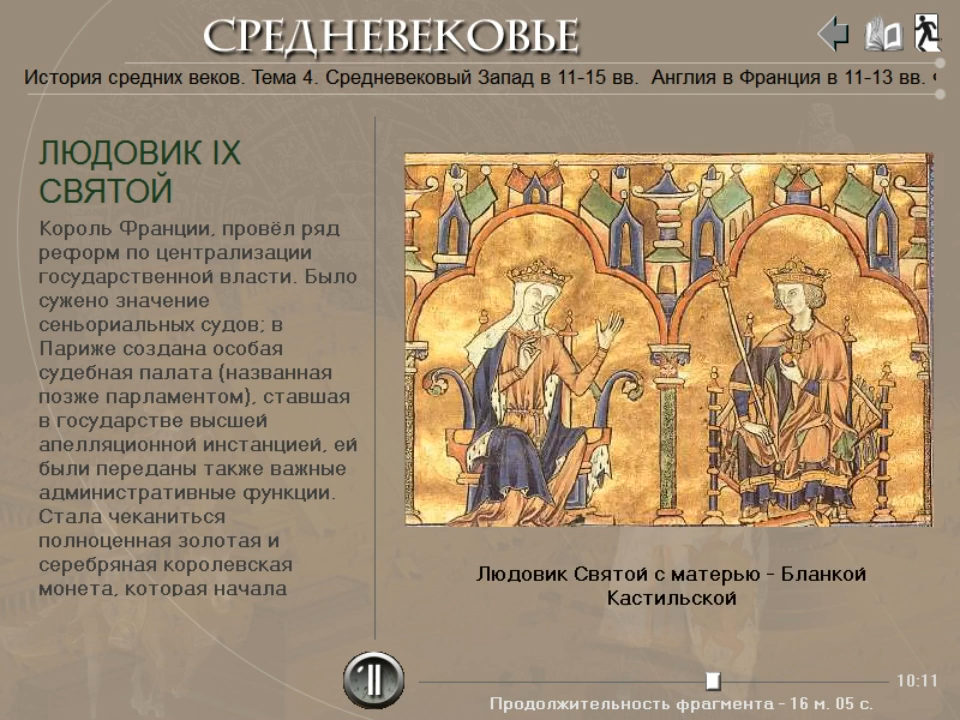 СРЕДНЕВЕКОВЬЕ
История средних веков. Тема 4. Средневековый Запад в 11-15 вв. Англия в Франция в 11-13 вв.
ЛЮДОВИК IX
СВЯТОЙ
Король Франции, провёл ряд
реформ по централизации
государственной власти. Было
сужено значение
сеньориальных судов; в
Париже создана особая
судебная палата (названная
позже парламентом), ставшая
в государстве высшей
апелляционной инстанцией, ей
были переданы также важные
административные функции.
Стала чеканиться
полноценная золотая и
серебряная королевская
монета, которая начала
Людовик Святой с матерью - Бланкой
Кастильской
10:11
Продолжительность фрагмента - 16 м. 05 с.